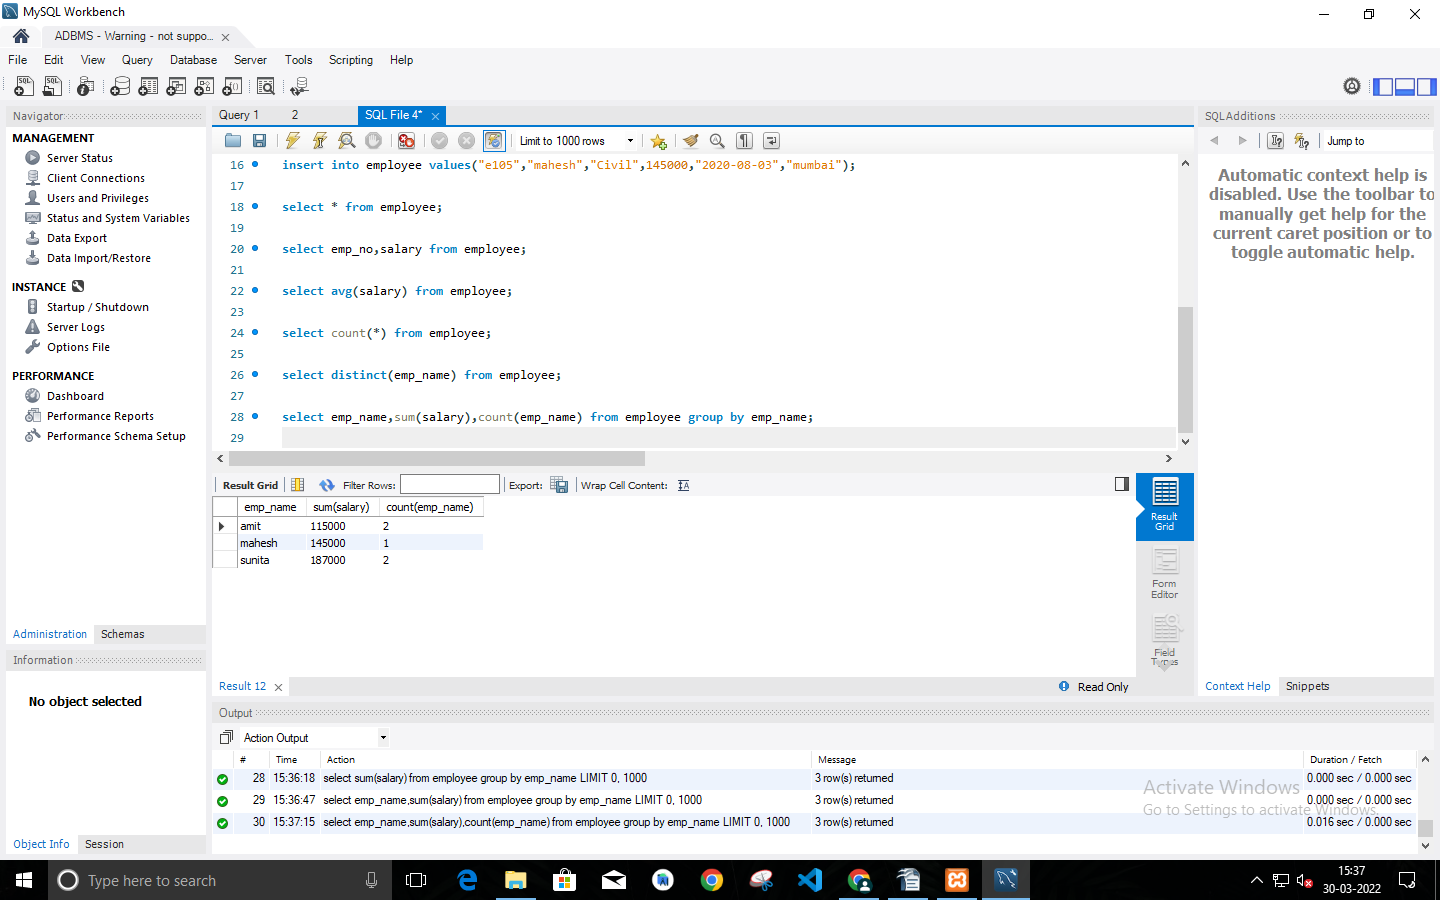 MySQL Workbench
ADBMS - Warning - not suppo...
File Edit View Query Database Server Tools Scripting Help
Navigator
MANAGEMENT
Server Status
Client Connections
Users and Privileges
Status and System Variables
Data Export
Data Import/Restore
INSTANCE
Startup / Shutdown
Server Logs
Options File
PERFORMANCE
Dashboard
Performance Reports
Performance Schema Setup
Administration Schemas
Information
No object selected
Object Info Session
Query 1 2 SQL File 4*
Limit to 1000 rows
16 insert into employee values("e105","mahesh","Civil",145000,"2020-08-03","mumbai");
17
18 select * from employee;
19
20 select emp_no,salary from employee;
21
22 select avg(salary) from employee;
23
24 select count(*) from employee;
25
26 select distinct(emp_name) from employee;
27
28 select emp_name,sum(salary),count(emp_name) from employee group by emp_name;
29
Result Grid Filter Rows: Export: Wrap Cell Content:
emp_name sum(salary) count(emp_name)
amit 115000 2
mahesh 145000 1
sunita 187000 2
Result Grid
Form Editor
Field Types
Result 12 Read Only
SQLAdditions
Jump to
Automatic context help is
disabled. Use the toolbar to
manually get help for the
current caret position or to
toggle automatic help.
Context Help Snippets
Output
Action Output
# Time Action Message Duration / Fetch
28 15:36:18 select sum(salary) from employee group by emp_name LIMIT 0, 1000 3 row(s) returned 0.000 sec / 0.000 sec
29 15:36:47 select emp_name,sum(salary) from employee group by emp_name LIMIT 0, 1000 3 row(s) returned 0.000 sec / 0.000 sec
30 15:37:15 select emp_name,sum(salary),count(emp_name) from employee group by emp_name LIMIT 0, 1000 3 row(s) returned 0.016 sec / 0.000 sec
Activate Windows
Go to Settings to activate Windows.
Type here to search
15:37
30-03-2022